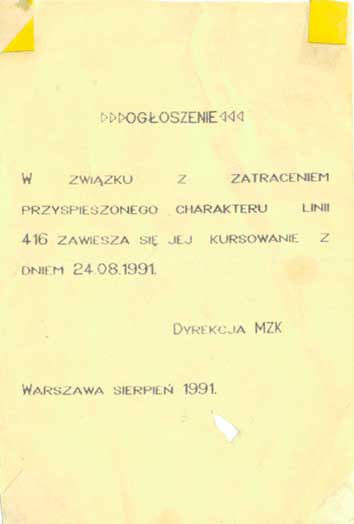 ▷▷▷OGŁOSZENIE◁◁◁
W ZWIĄZKU Z ZATRACENIEM
PRZYSPIESZONEGO CHARAKTERU LINII
416 ZAWIESZA SIĘ JEJ KURSOWANIE Z
DNIEM 24.08.1991.
DYREKCJA MZK
WARSZAWA SIERPIEŃ 1991.